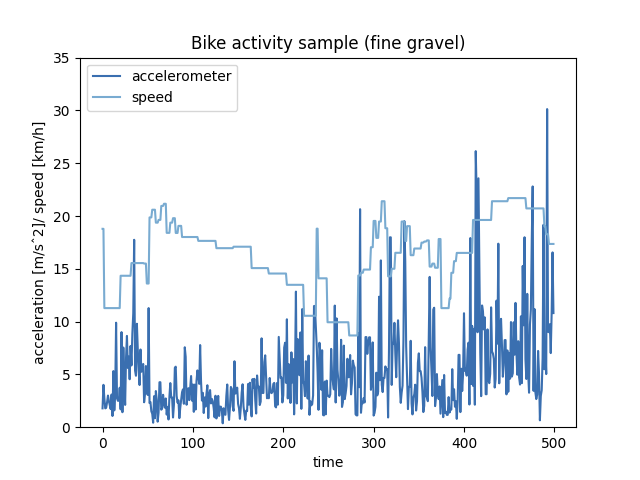 Bike activity sample (fine gravel)
accelerometer
speed
35
30
25
20
15
10
5
0
acceleration [m/s^2]/ speed [km/h]
0 100 200 300 400 500
time